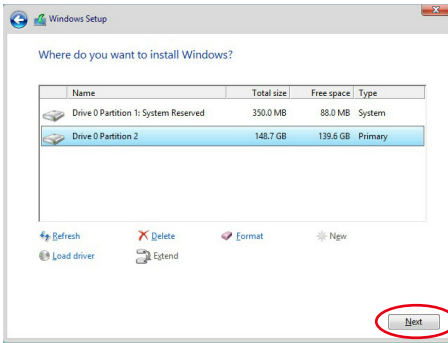 Windows Setup
Where do you want to install Windows?
Name Total size Free space Type
Drive 0 Partition 1: System Reserved 350.0 MB 88.0 MB System
Drive 0 Partition 2 148.7 GB 139.6 GB Primary
Refresh Delete Format New
Load driver Extend
Next